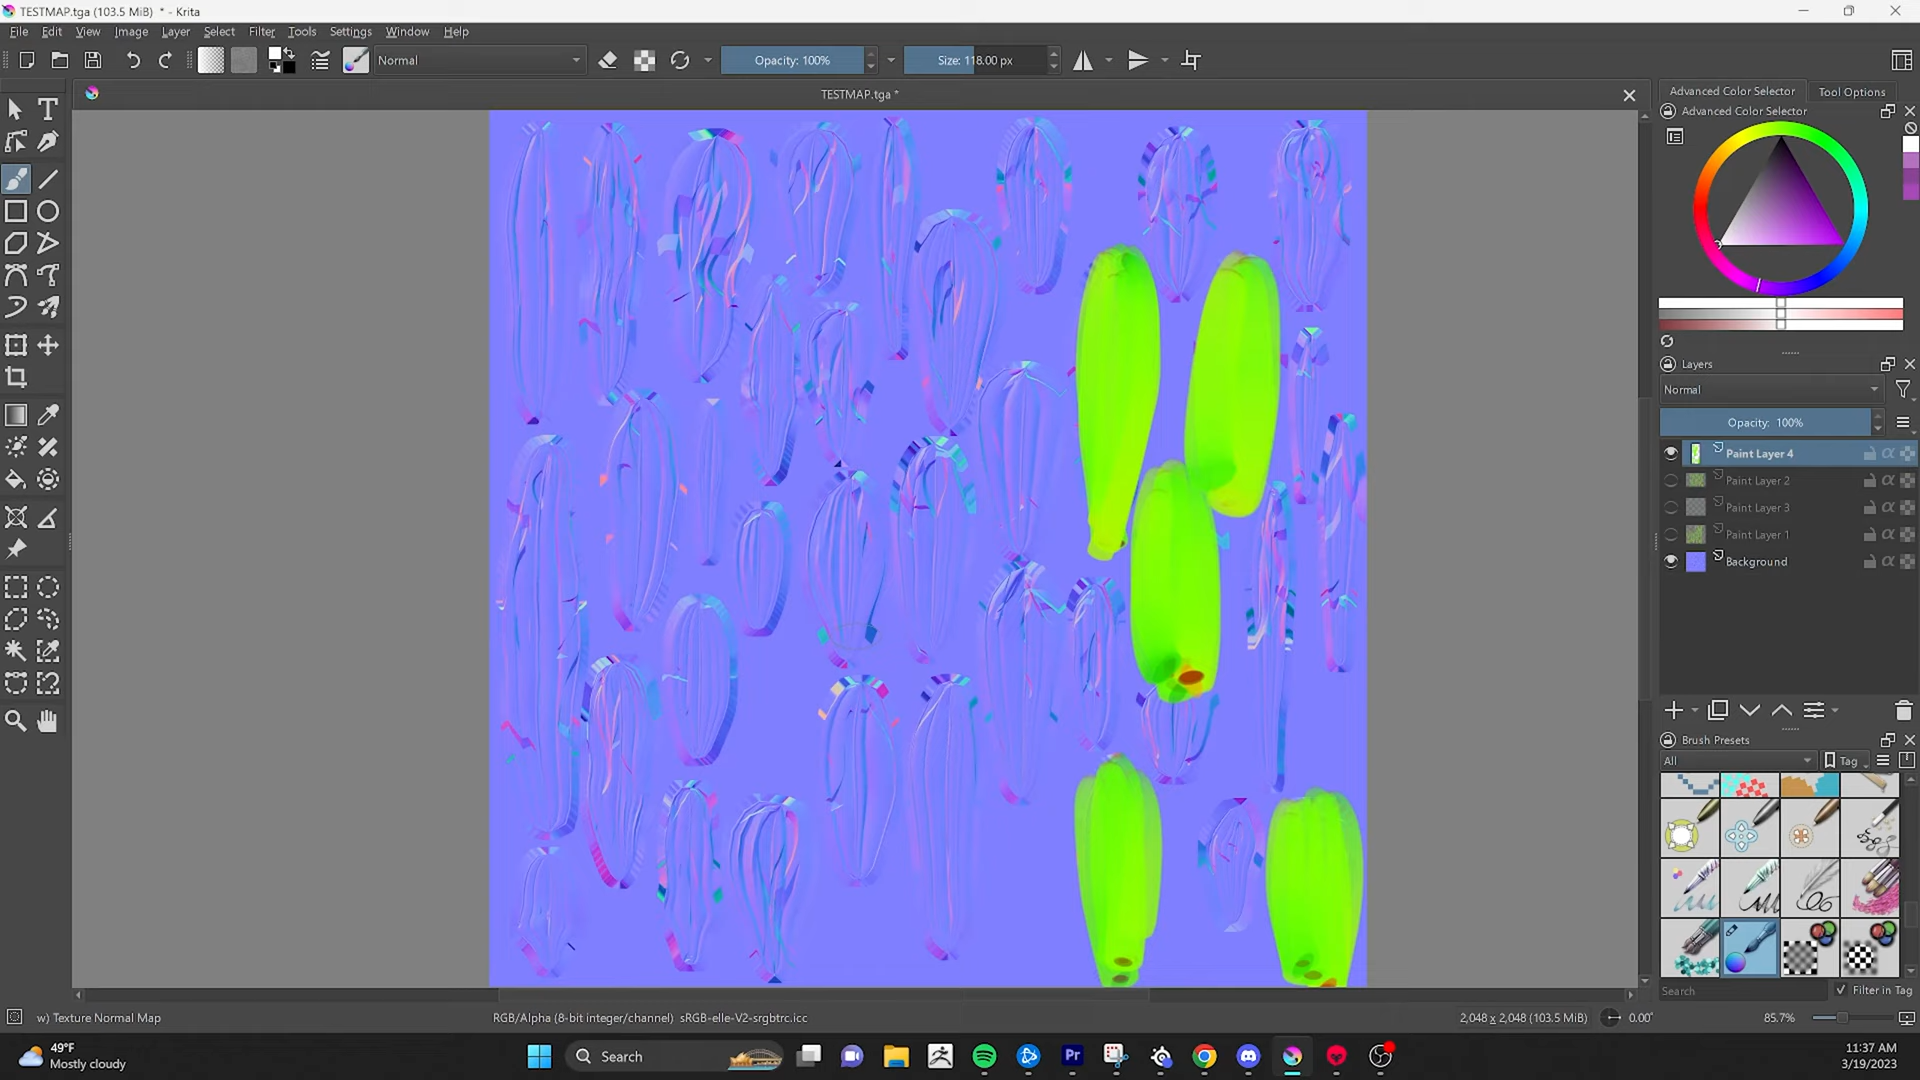 TESTMAP.tga (103.5 MiB) * - Krita
File Edit View Image Layer Select Filter Tools Settings Window Help
Normal
Opacity: 100%
Size: 118.00 px
TESTMAP.tga *
Advanced Color Selector
Tool Options
Advanced Color Selector
Layers
Normal
Opacity: 100%
Paint Layer 4
Paint Layer 2
Paint Layer 3
Paint Layer 1
Background
Brush Presets
All
Tag
Search
Filter in Tag
w) Texture Normal Map
RGB/Alpha (8-bit integer/channel) sRGB-elle-V2-srgbtrc.icc
2,048 x 2,048 (103.5 MiB)
0.00°
85.7%
49°F
Mostly cloudy
Search
Pr
11:37 AM
3/19/2023